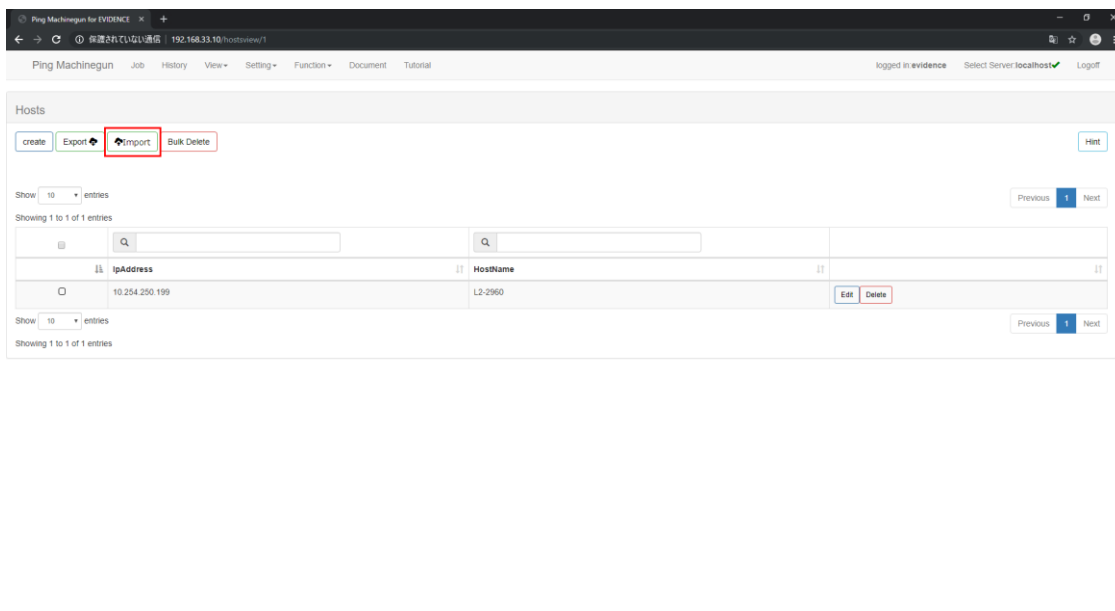 Ping Machinegun for EVIDENCE
保護されていない通信 | 192.168.33.10/hostsview/1
Ping Machinegun Job History View Setting Function Document Tutorial logged in:evidence Select Server:localhost Logoff
Hosts
create Export Import Bulk Delete Hint
Show 10 entries Previous 1 Next
Showing 1 to 1 of 1 entries
IpAddress HostName
10.254.250.199 L2-2960 Edit Delete
Show 10 entries Previous 1 Next
Showing 1 to 1 of 1 entries